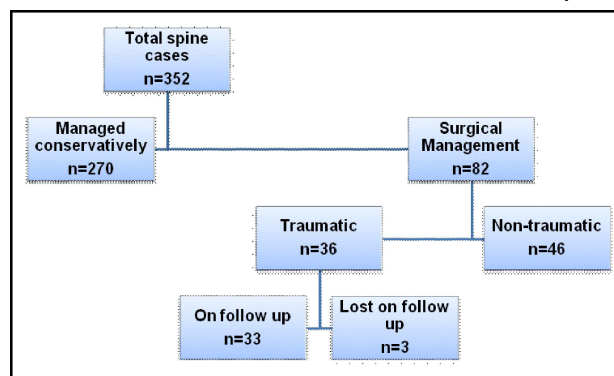 Total spine
cases
n=352
Managed
conservatively
n=270
Surgical
Management
n=82
Traumatic
n=36
Non-traumatic
n=46
On follow up
n=33
Lost on follow
up
n=3